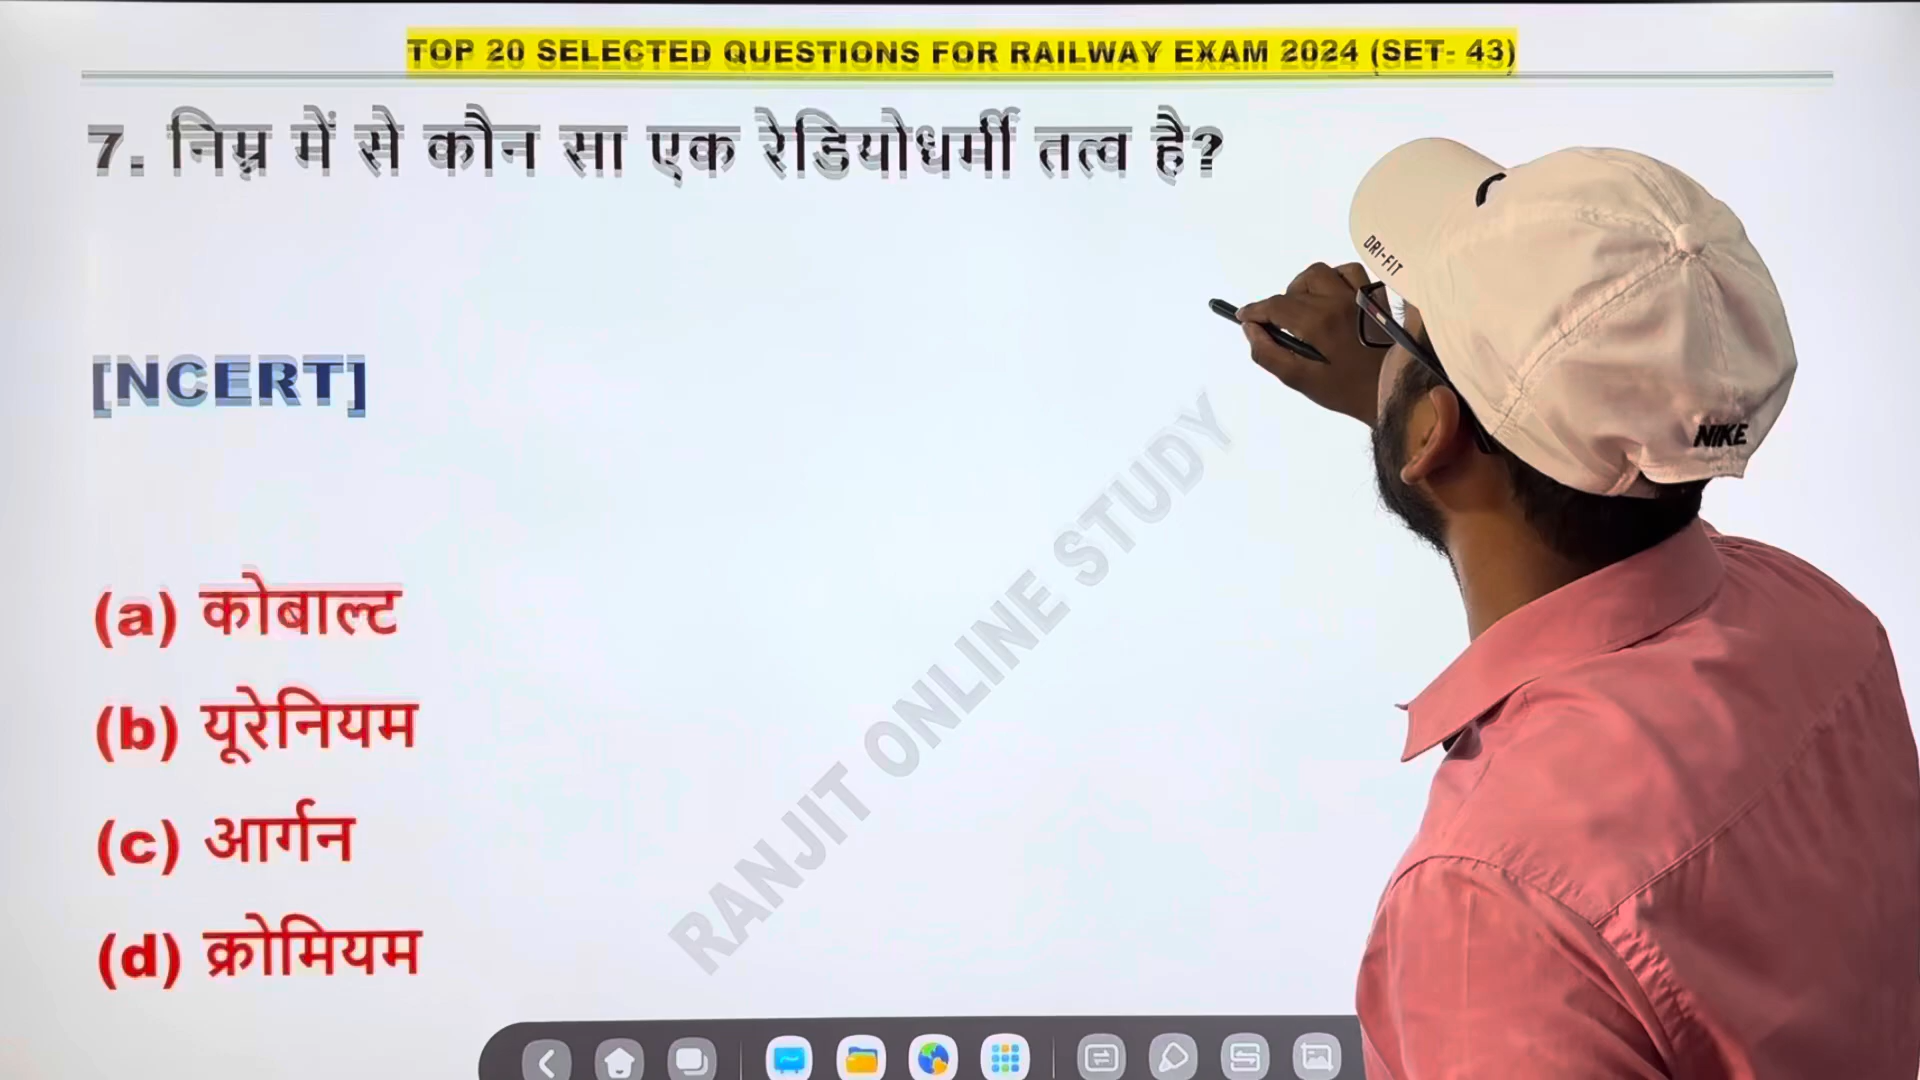 TOP 20 SELECTED QUESTIONS FOR RAILWAY EXAM 2024 (SET- 43)
7. निम्न में से कौन सा एक रेडियोधर्मी तत्व है?
[NCERT]
(a) कोबाल्ट
(b) यूरेनियम
(c) आर्गन
(d) क्रोमियम
RANJIT ONLINE STUDY
DRI-FIT
NIKE